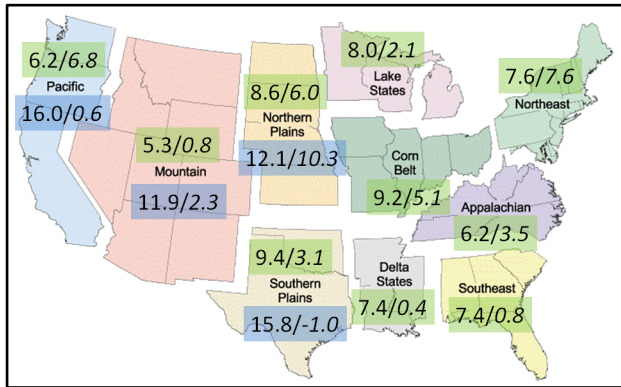 6.2/6.8
Pacific
16.0/0.6
5.3/0.8
Mountain
11.9/2.3
8.6/6.0
Northern
Plains
12.1/10.3
9.4/3.1
Southern
Plains
15.8/-1.0
8.0/2.1
Lake
States
Corn
Belt
9.2/5.1
Delta
States
7.4/0.4
7.6/7.6
Northeast
Appalachian
6.2/3.5
Southeast
7.4/0.8